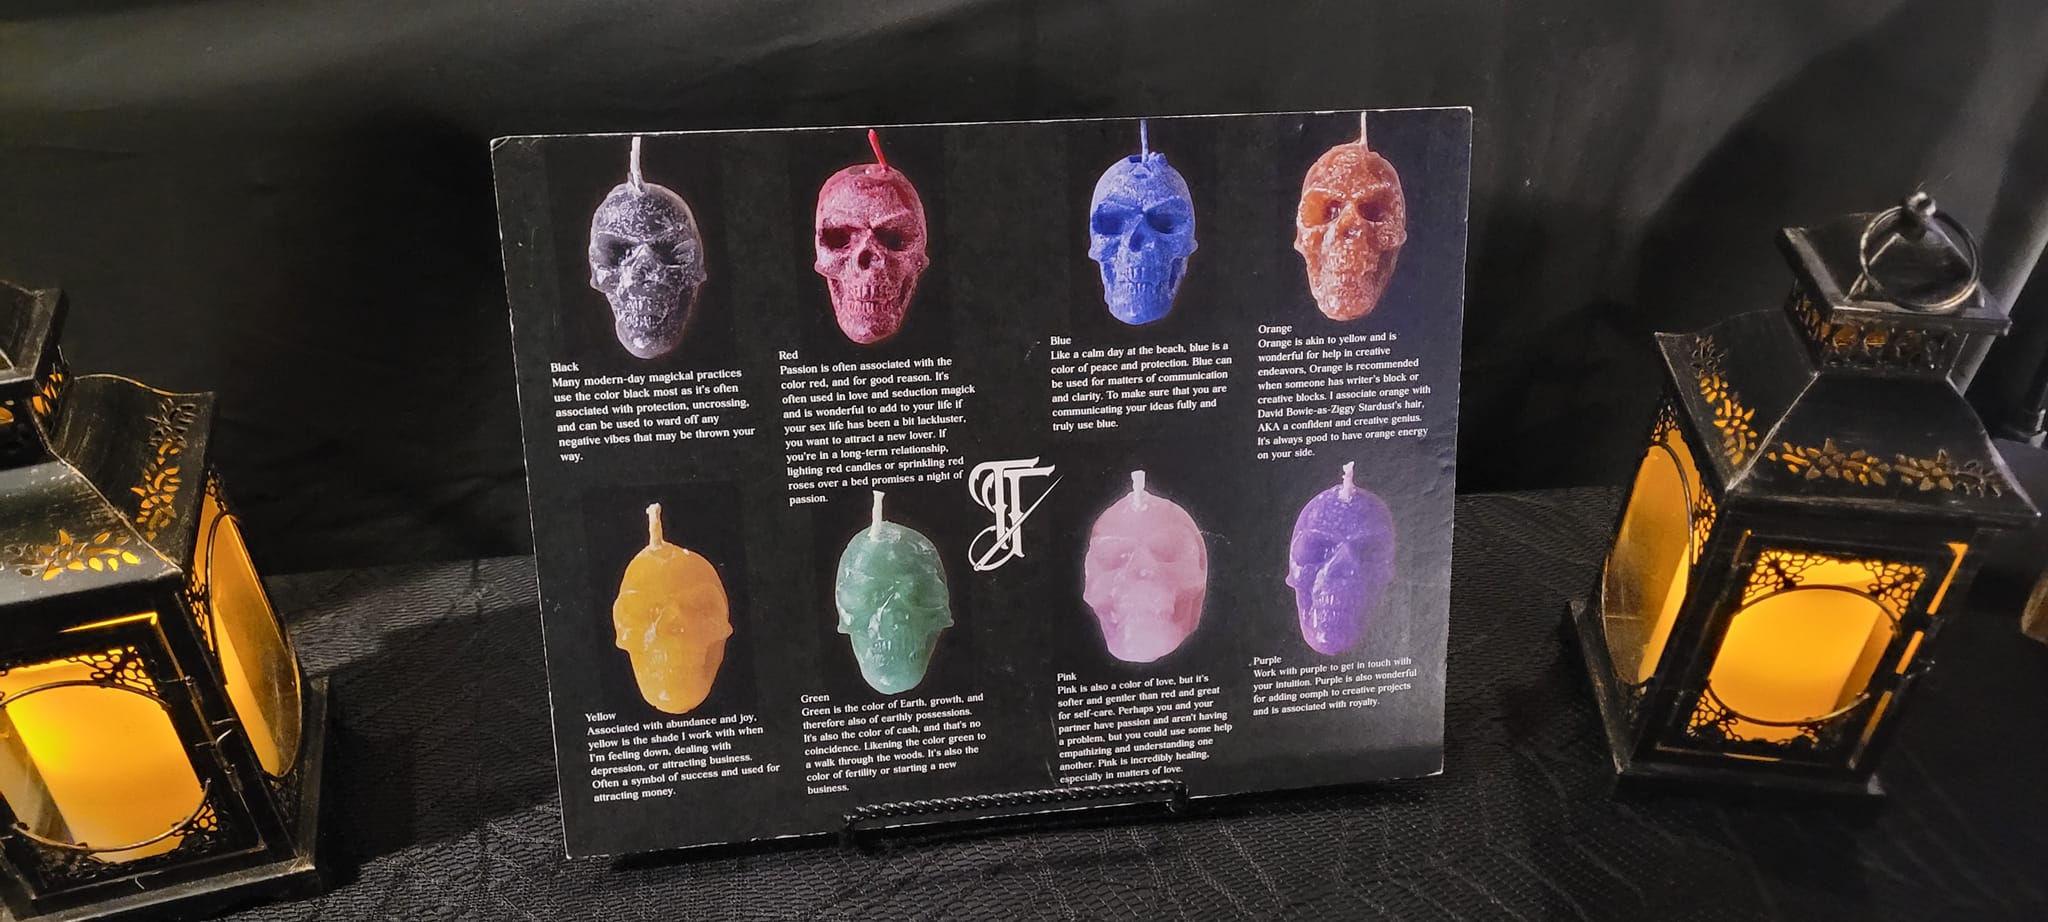 Black
Many modern-day magickal practices
use the color black most as it's often
associated with protection, uncrossing,
and can be used to ward off any
negative vibes that may be thrown your
way.
Red
Passion is often associated with the
color red, and for good reason. It's
often used in love and seduction magick
and is wonderful to add to your life if
your sex life has been a bit lackluster,
you want to attract a new lover. If
you're in a long-term relationship,
lighting red candles or sprinkling red
roses over a bed promises a night of
passion.
Blue
Like a calm day at the beach, blue is a
color of peace and protection. Blue can
be used for matters of communication
and clarity. To make sure that you are
communicating your ideas fully and
truly use blue.
Orange
Orange is akin to yellow and is
wonderful for help in creative
endeavors, Orange is recommended
when someone has writer's block or
creative blocks. I associate orange with
David Bowie-as-Ziggy Stardust's hair,
AKA a confident and creative genius.
It's always good to have orange energy
on your side.
Yellow
Associated with abundance and joy,
yellow is the shade I work with when
I'm feeling down, dealing with
depression, or attracting business.
Often a symbol of success and used for
attracting money.
Green
Green is the color of Earth, growth, and
therefore also of earthly possessions.
It's also the color of cash, and that's no
coincidence. Likening the color green to
a walk through the woods. It's also the
color of fertility or starting a new
business.
Pink
Pink is also a color of love, but it's
softer and gentler than red and great
for self-care. Perhaps you and your
partner have passion and aren't having
a problem, but you could use some help
empathizing and understanding one
another. Pink is incredibly healing,
especially in matters of love.
Purple
Work with purple to get in touch with
your intuition. Purple is also wonderful
for adding oomph to creative projects
and is associated with royalty.